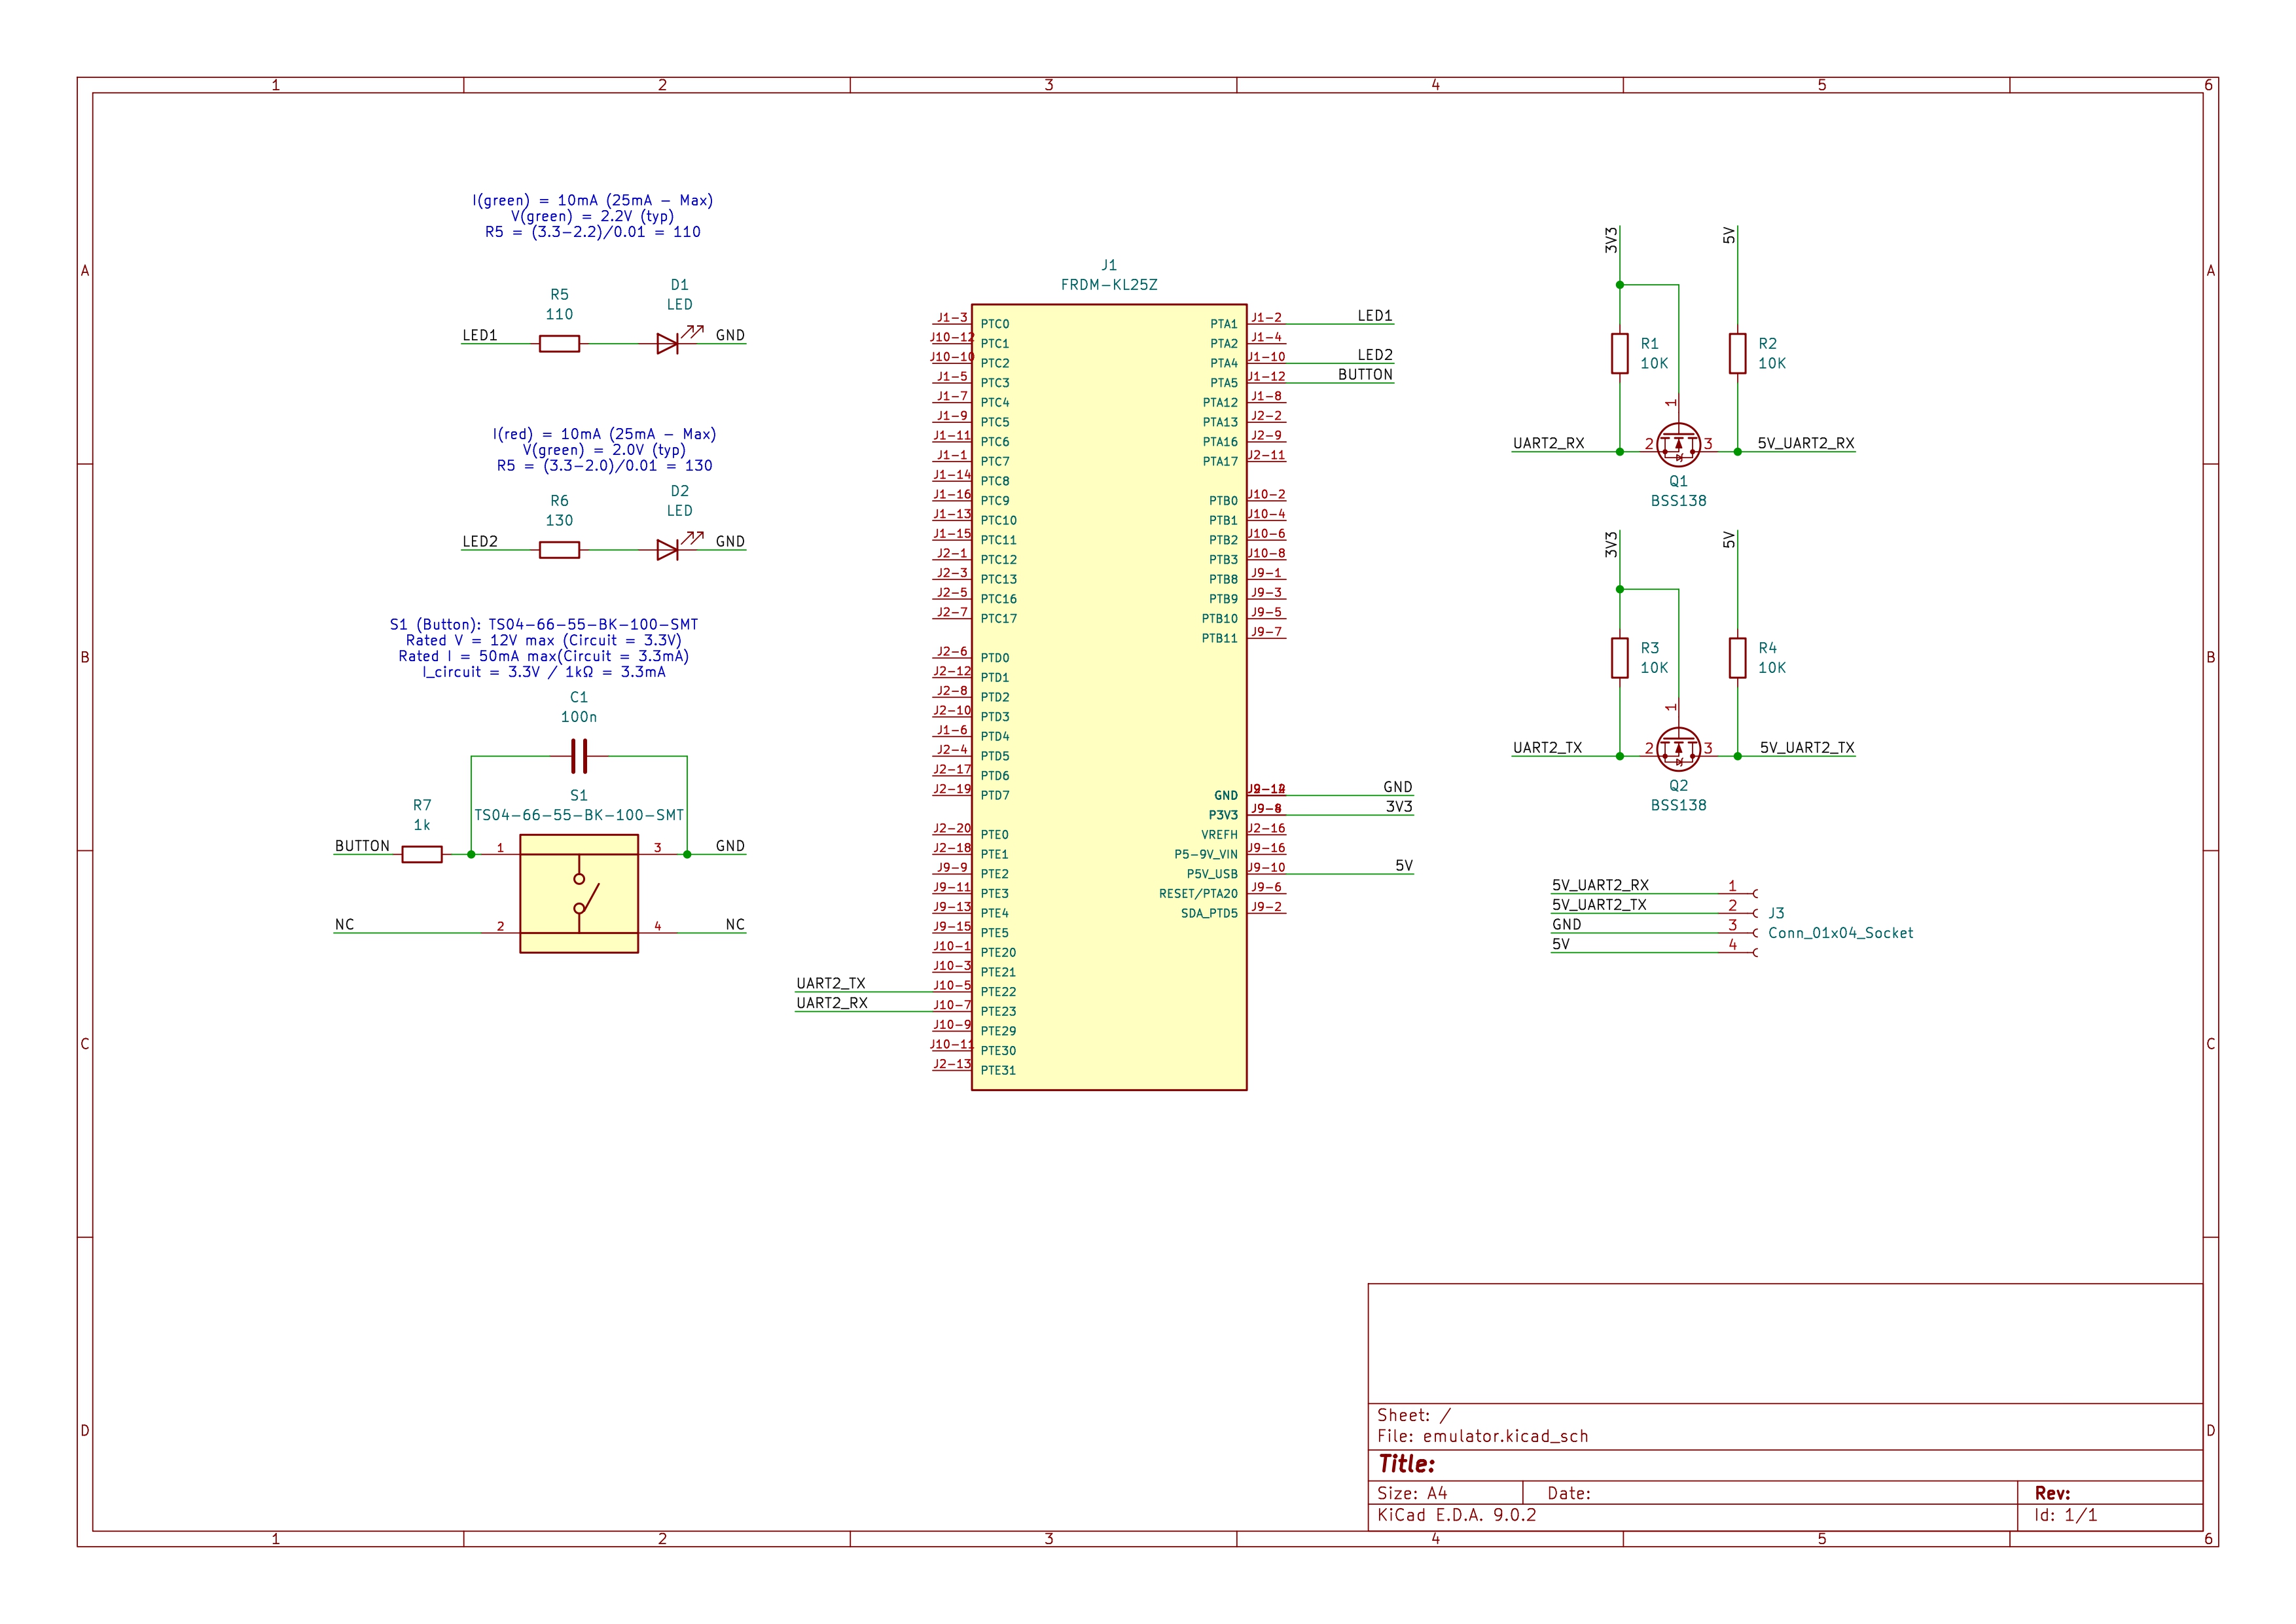 1 2 3 4 5 6
A
B
C
D
I(green) = 10mA (25mA - Max)
V(green) = 2.2V (typ)
R5 = (3.3-2.2)/0.01 = 110
R5
110
D1
LED
LED1
GND
I(red) = 10mA (25mA - Max)
V(green) = 2.0V (typ)
R5 = (3.3-2.0)/0.01 = 130
R6
130
D2
LED
LED2
GND
S1 (Button): TS04-66-55-BK-100-SMT
Rated V = 12V max (Circuit = 3.3V)
Rated I = 50mA max(Circuit = 3.3mA)
I_circuit = 3.3V / 1kΩ = 3.3mA
C1
100n
S1
TS04-66-55-BK-100-SMT
R7
1k
BUTTON
1
3
GND
NC
2
4
NC
J1
FRDM-KL25Z
J1-3 PTC0
J10-12 PTC1
J10-10 PTC2
J1-5 PTC3
J1-7 PTC4
J1-9 PTC5
J1-11 PTC6
J1-1 PTC7
J1-14 PTC8
J1-16 PTC9
J1-13 PTC10
J1-15 PTC11
J2-1 PTC12
J2-3 PTC13
J2-5 PTC16
J2-7 PTC17
J2-6 PTD0
J2-12 PTD1
J2-8 PTD2
J2-10 PTD3
J1-6 PTD4
J2-4 PTD5
J2-17 PTD6
J2-19 PTD7
J2-20 PTE0
J2-18 PTE1
J9-9 PTE2
J9-11 PTE3
J9-13 PTE4
J9-15 PTE5
J10-1 PTE20
J10-3 PTE21
UART2_TX J10-5 PTE22
UART2_RX J10-7 PTE23
J10-9 PTE29
J10-11 PTE30
J2-13 PTE31
PTA1 J1-2 LED1
PTA2 J1-4
PTA4 J1-10 LED2
PTA5 J1-12 BUTTON
PTA12 J1-8
PTA13 J2-2
PTA16 J2-9
PTA17 J2-11
PTB0 J10-2
PTB1 J10-4
PTB2 J10-6
PTB3 J10-8
PTB8 J9-1
PTB9 J9-3
PTB10 J9-5
PTB11 J9-7
GND GND
P3V3 3V3
VREFH J2-16
P5-9V_VIN J9-16
P5V_USB J9-10 5V
RESET/PTA20 J9-6
SDA_PTD5 J9-2
3V3
5V
R1
10K
R2
10K
1
UART2_RX
2
3
5V_UART2_RX
Q1
BSS138
3V3
5V
R3
10K
R4
10K
1
UART2_TX
2
3
5V_UART2_TX
Q2
BSS138
5V_UART2_RX 1
5V_UART2_TX 2
GND 3
5V 4
J3
Conn_01x04_Socket
Sheet: /
File: emulator.kicad_sch
Title:
Size: A4 Date: Rev:
KiCad E.D.A. 9.0.2 Id: 1/1
A
B
C
D
1 2 3 4 5 6